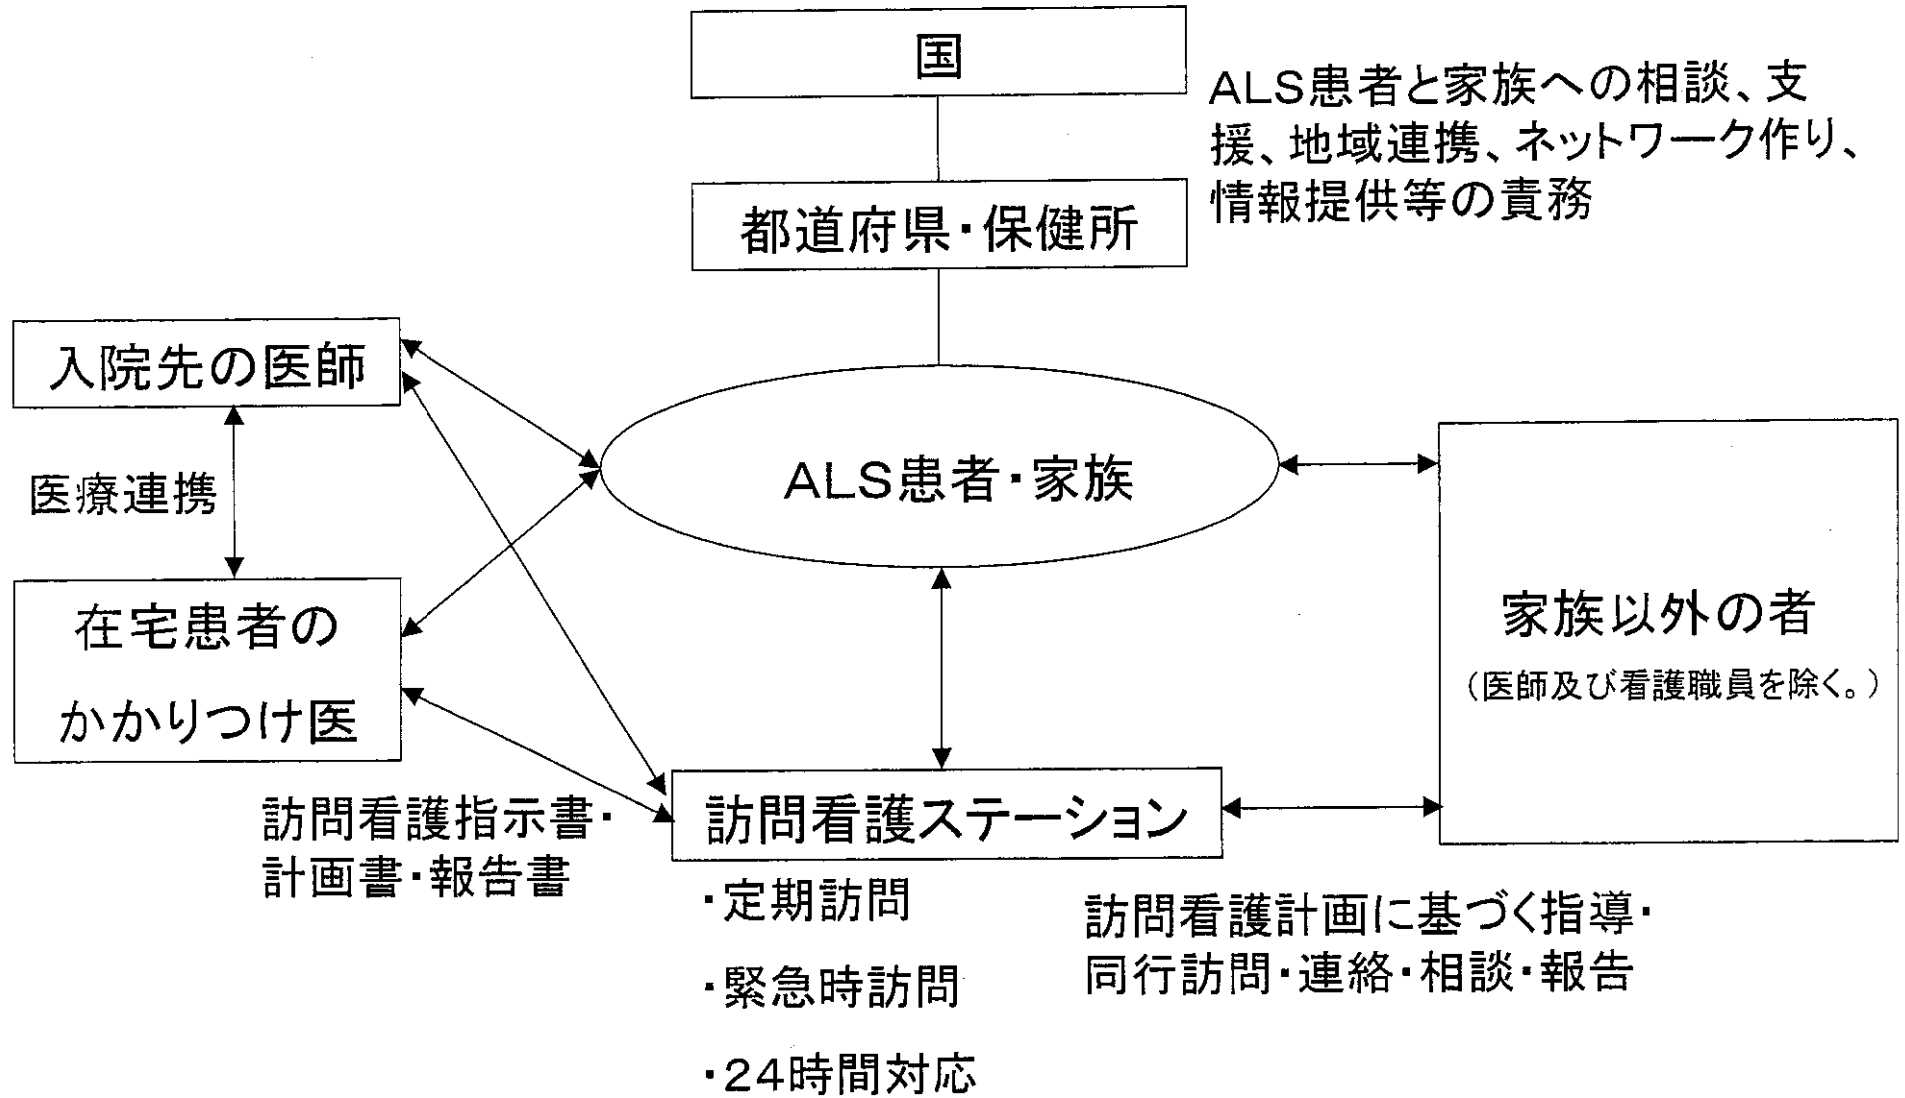 国
ALS患者と家族への相談、支
援、地域連携、ネットワーク作り、
情報提供等の責務
都道府県・保健所
入院先の医師
医療連携
ALS患者・家族
在宅患者の
かかりつけ医
家族以外の者
（医師及び看護職員を除く。）
訪問看護指示書・
計画書・報告書
訪問看護ステーション
・定期訪問
・緊急時訪問
・24時間対応
訪問看護計画に基づく指導・
同行訪問・連絡・相談・報告